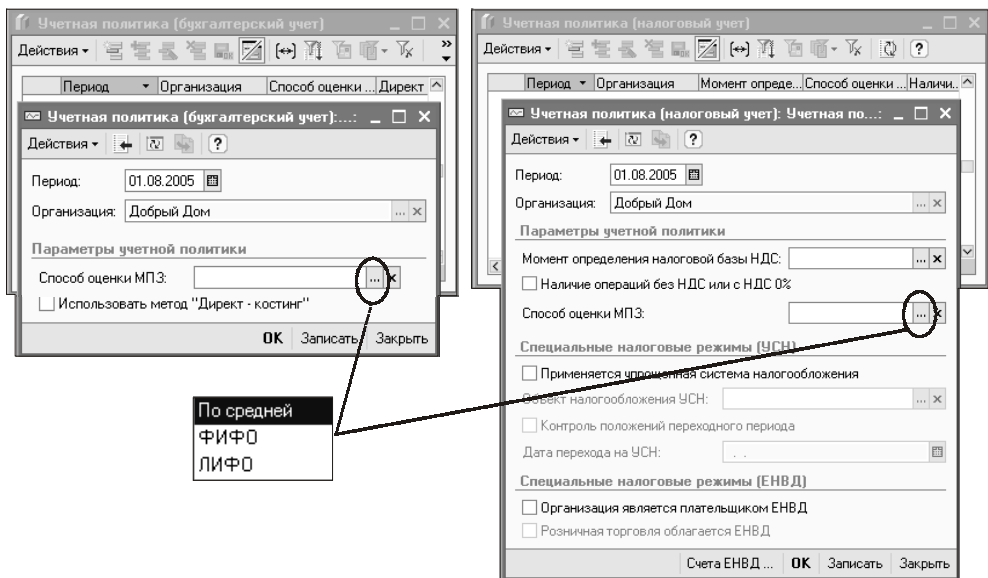 Учетная политика (бухгалтерский учет)
Действия
Период Организация Способ оценки ... Директ
Учетная политика (бухгалтерский учет):...:
Действия
Период: 01.08.2005
Организация: Добрый Дом
Параметры учетной политики
Способ оценки МПЗ:
Использовать метод "Директ - костинг"
OK Записать Закрыть
По средней
ФИФО
ЛИФО
Учетная политика (налоговый учет)
Действия
Период Организация Момент опреде... Способ оценки ... Наличи..
Учетная политика (налоговый учет): Учетная по...:
Действия
Период: 01.08.2005
Организация: Добрый Дом
Параметры учетной политики
Момент определения налоговой базы НДС:
Наличие операций без НДС или с НДС 0%
Способ оценки МПЗ:
Специальные налоговые режимы (УСН)
Применяется упрощенная система налогообложения
Объект налогообложения УСН:
Контроль положений переходного периода
Дата перехода на УСН: . .
Специальные налоговые режимы (ЕНВД)
Организация является плательщиком ЕНВД
Розничная торговля облагается ЕНВД
Счета ЕНВД ... OK Записать Закрыть